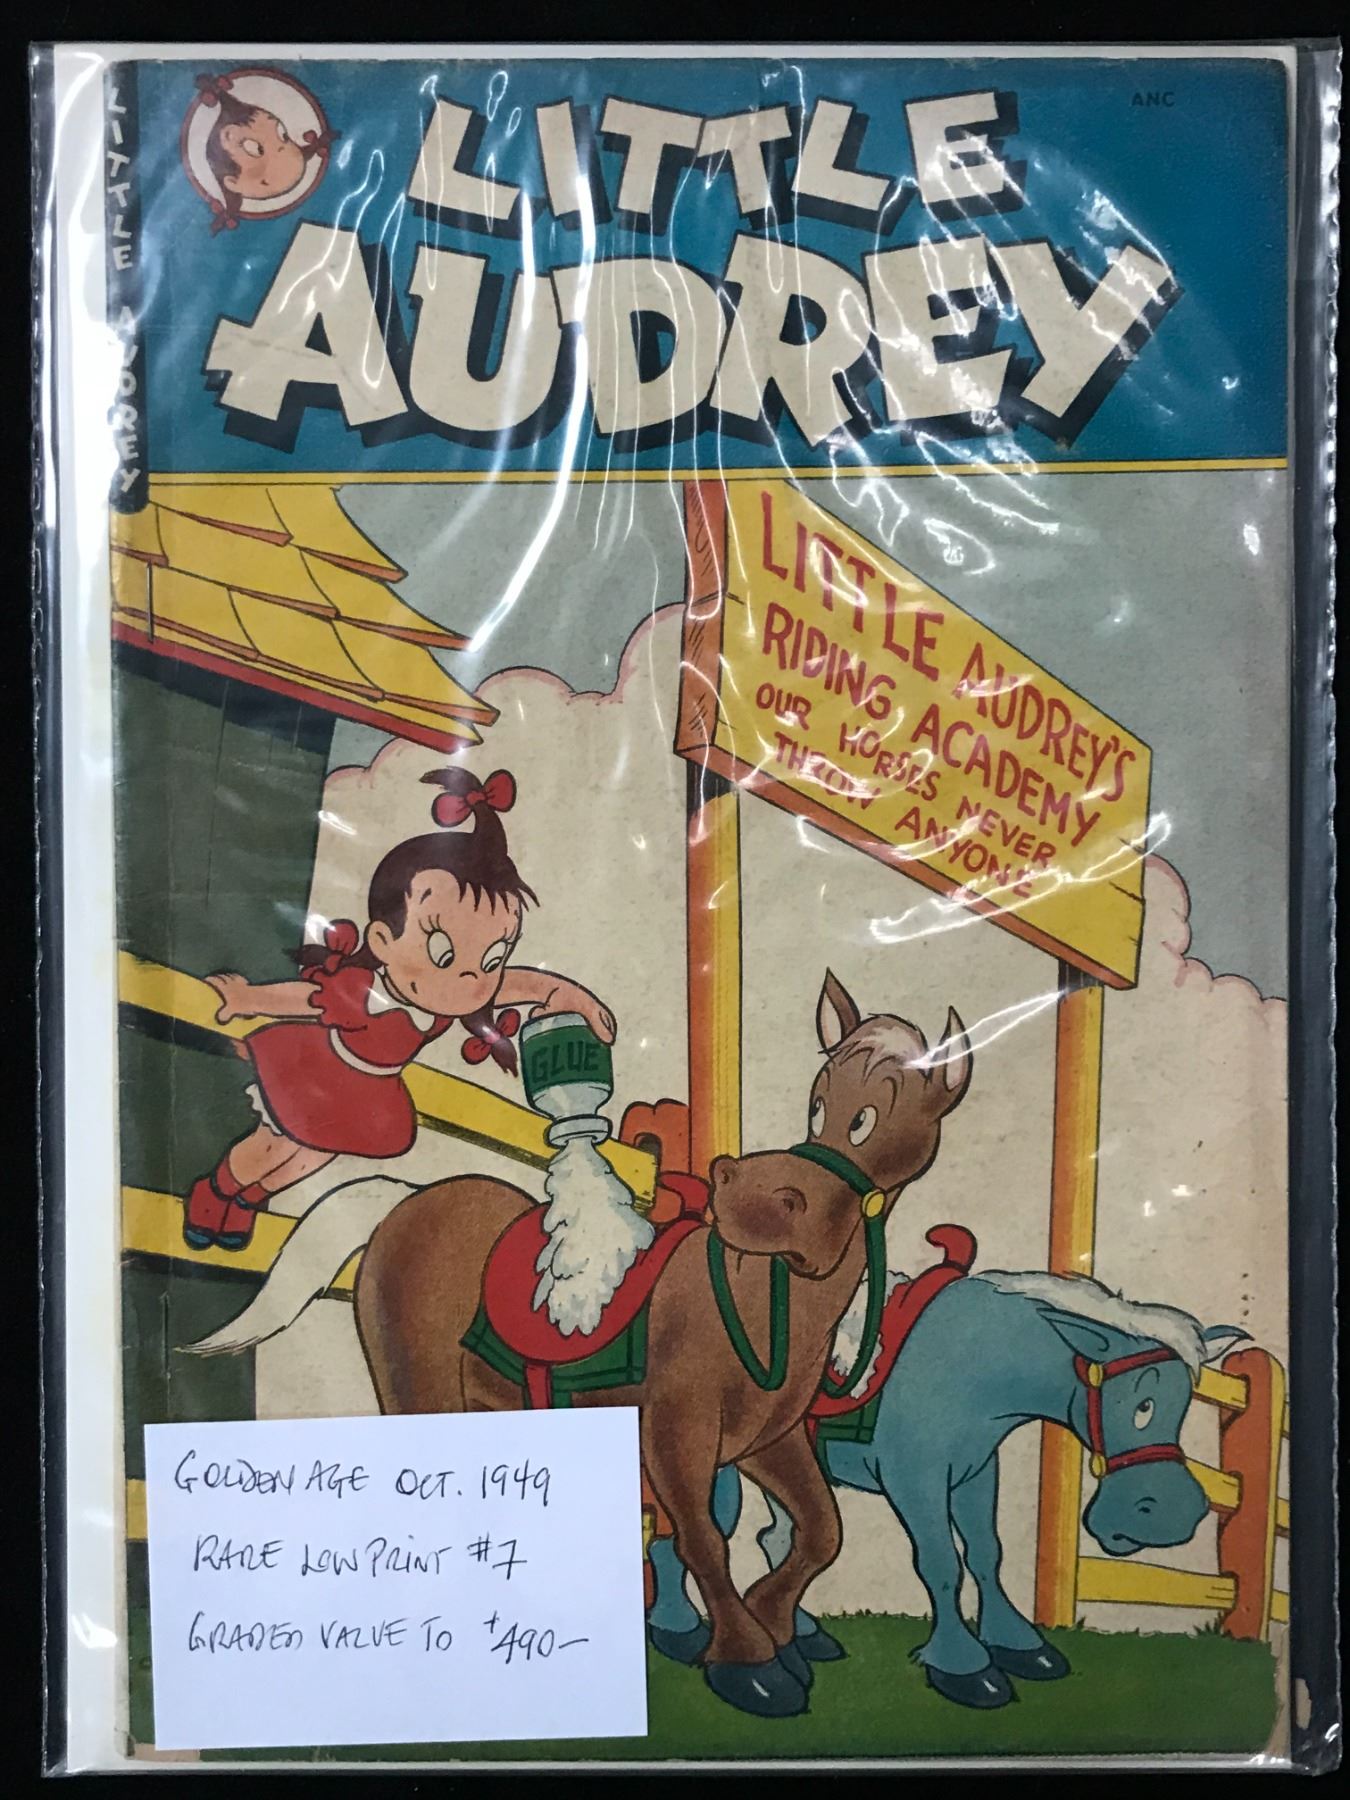 LITTLE AUDREY
ANC
LITTLE
AUDREY
LITTLE AUDREY'S
RIDING ACADEMY
OUR HORSES NEVER
THROW ANYONE
GLUE
GOLDEN AGE OCT. 1949
RARE LOW PRINT #7
GRADED VALUE TO $490-